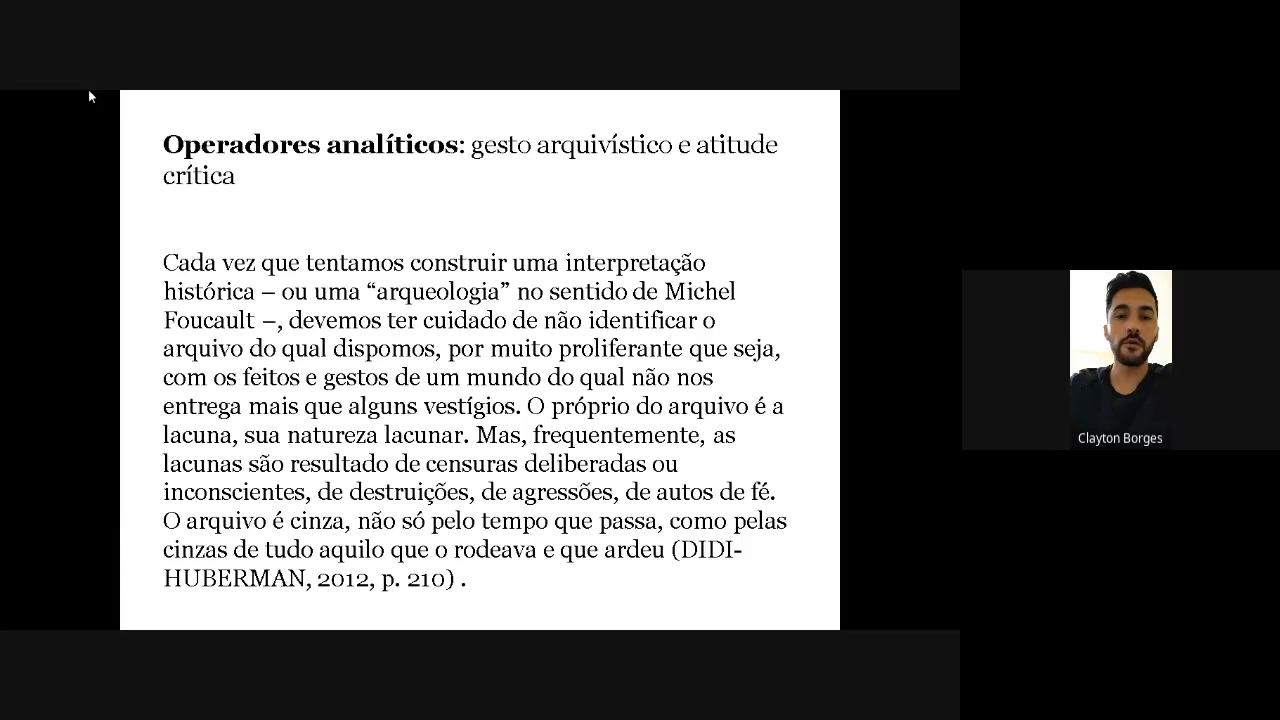 Operadores analíticos: gesto arquivístico e atitude
crítica
Cada vez que tentamos construir uma interpretação
histórica – ou uma “arqueologia” no sentido de Michel
Foucault –, devemos ter cuidado de não identificar o
arquivo do qual dispomos, por muito proliferante que seja,
com os feitos e gestos de um mundo do qual não nos
entrega mais que alguns vestígios. O próprio do arquivo é a
lacuna, sua natureza lacunar. Mas, frequentemente, as
lacunas são resultado de censuras deliberadas ou
inconscientes, de destruições, de agressões, de autos de fé.
O arquivo é cinza, não só pelo tempo que passa, como pelas
cinzas de tudo aquilo que o rodeava e que ardeu (DIDI-
HUBERMAN, 2012, p. 210) .
Clayton Borges